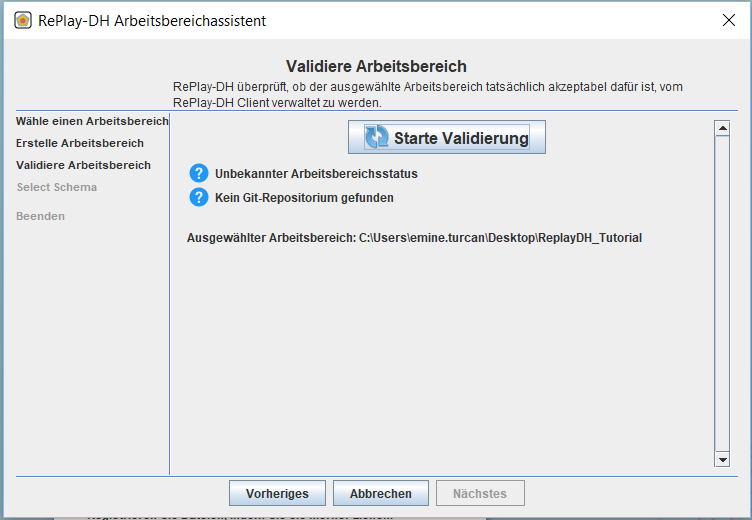 RePlay-DH Arbeitsbereichassistent
Validiere Arbeitsbereich
RePlay-DH überprüft, ob der ausgewählte Arbeitsbereich tatsächlich akzeptabel dafür ist, vom
RePlay-DH Client verwaltet zu werden.
Wähle einen Arbeitsbereich
Erstelle Arbeitsbereich
Validiere Arbeitsbereich
Select Schema
Beenden
Starte Validierung
Unbekannter Arbeitsbereichsstatus
Kein Git-Repositorium gefunden
Ausgewählter Arbeitsbereich: C:\Users\emine.turcan\Desktop\ReplayDH_Tutorial
Vorheriges
Abbrechen
Nächstes